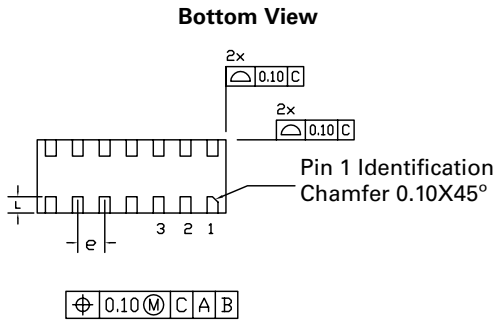 Bottom View
2x
0.10 C
2x
0.10 C
Pin 1 Identification
Chamfer 0.10X45°
L
3 2 1
e
⌖ 0.10 Ⓜ C A B